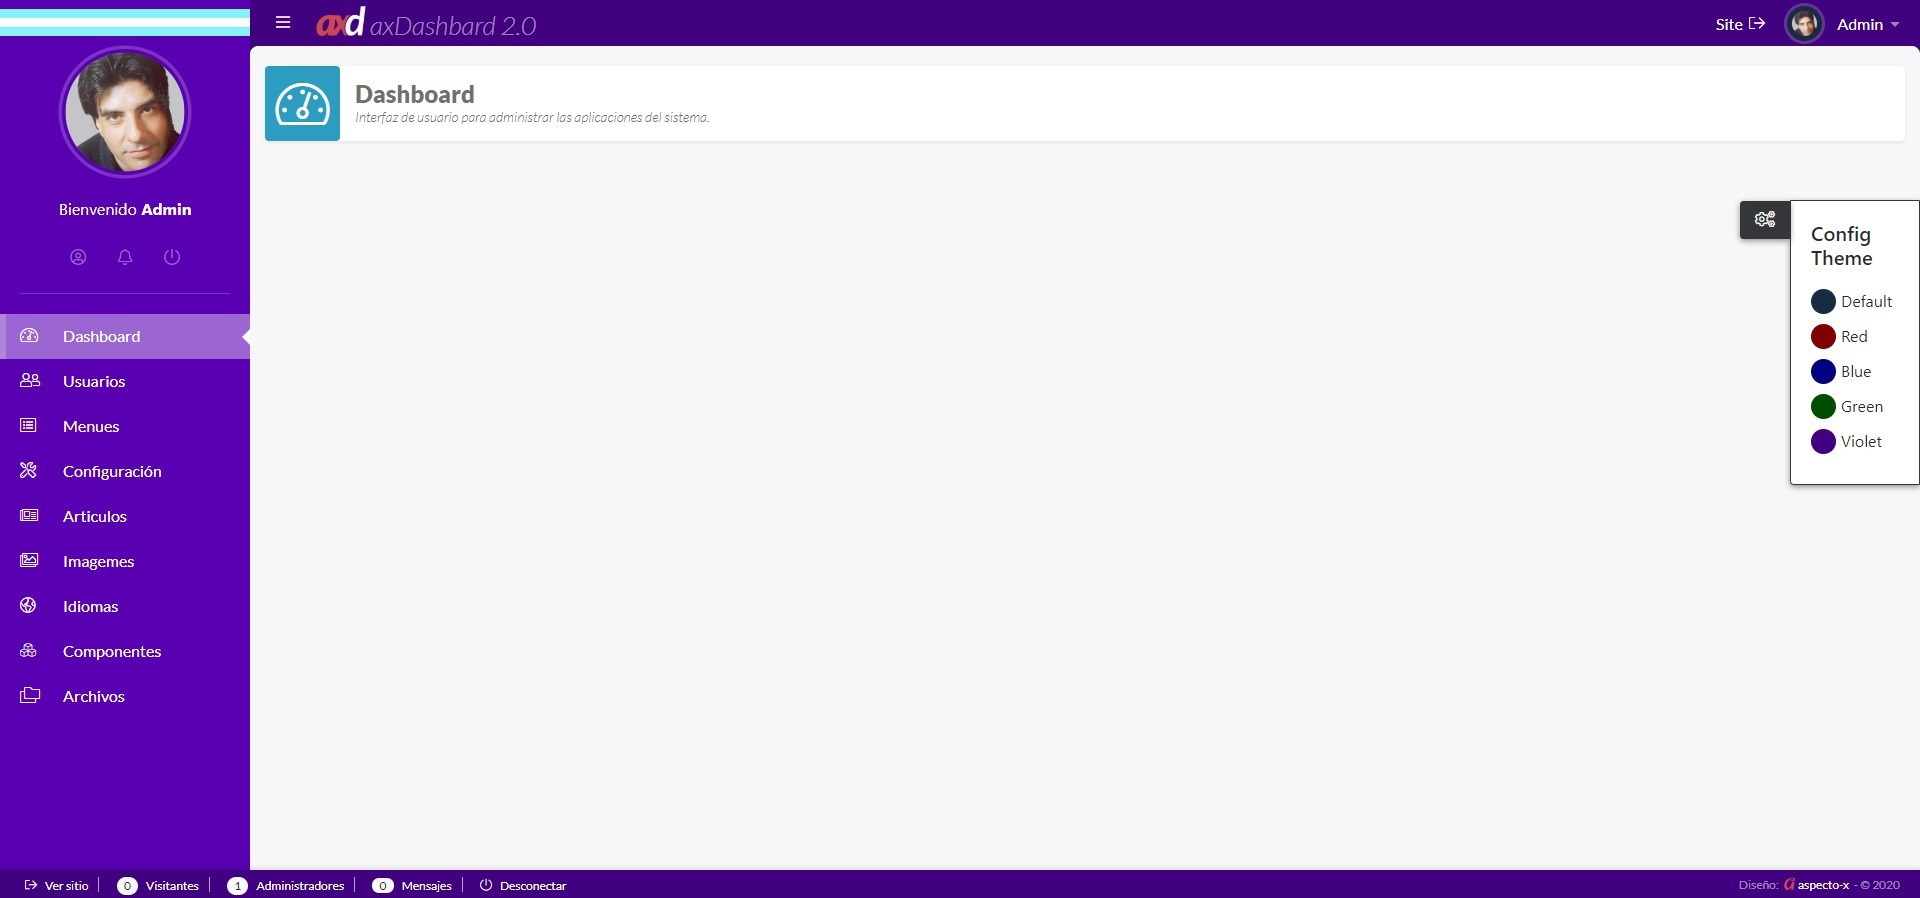 axd axDashbard 2.0
Site
Admin
Bienvenido Admin
Dashboard
Usuarios
Menues
Configuración
Articulos
Imagemes
Idiomas
Componentes
Archivos
Dashboard
Interfaz de usuario para administrar las aplicaciones del sistema.
Config
Theme
Default
Red
Blue
Green
Violet
Ver sitio
0 Visitantes
1 Administradores
0 Mensajes
Desconectar
Diseño: a aspecto-x - © 2020